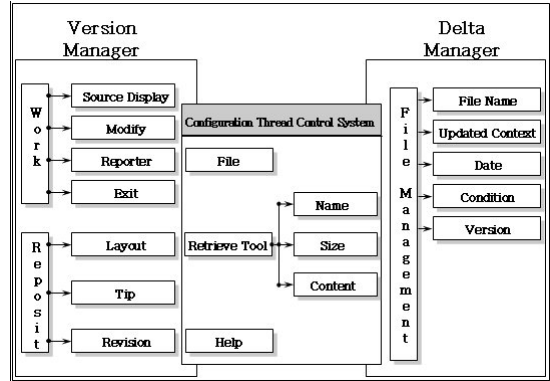 Version
Manager
Delta
Manager
Work
Source Display
Modify
Reporter
Exit
Reposit
Layout
Tip
Revision
Configuration Thread Control System
File
Retrieve Tool
Name
Size
Content
Help
File Management
File Name
Updated Context
Date
Condition
Version